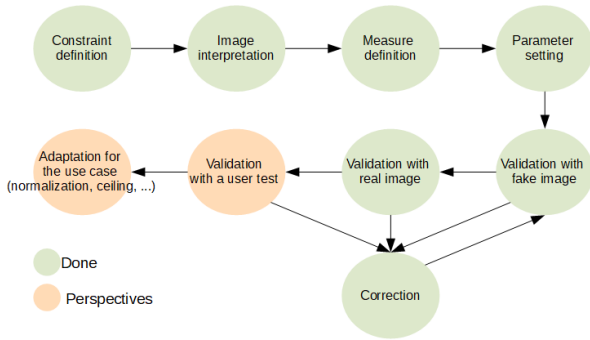 Constraint
definition
Image
interpretation
Measure
definition
Parameter
setting
Adaptation for
the use case
(normalization, ceiling, ...)
Validation
with a user test
Validation with
real image
Validation with
fake image
Correction
Done
Perspectives